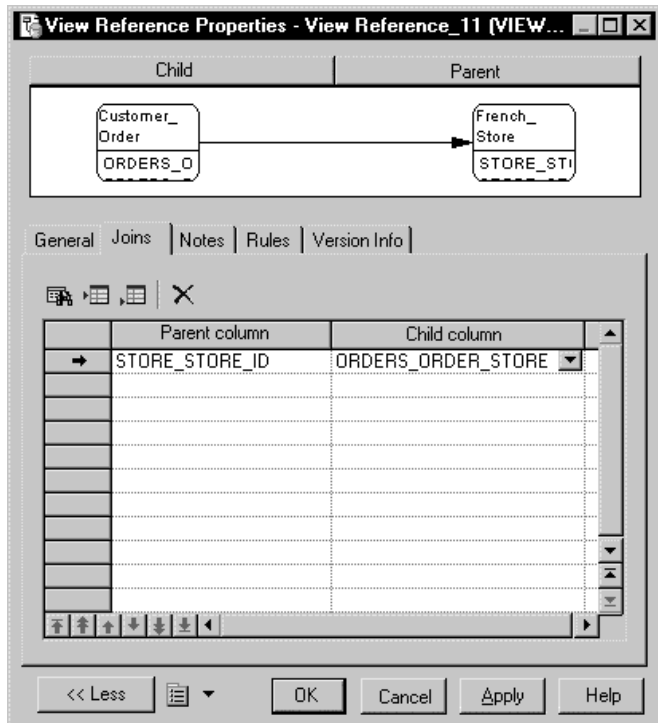 View Reference Properties - View Reference_11 (VIEW...
Child Parent
Customer_
Order
ORDERS_O
French_
Store
STORE_ST
General Joins Notes Rules Version Info
Parent column Child column
STORE_STORE_ID ORDERS_ORDER_STORE
<< Less OK Cancel Apply Help